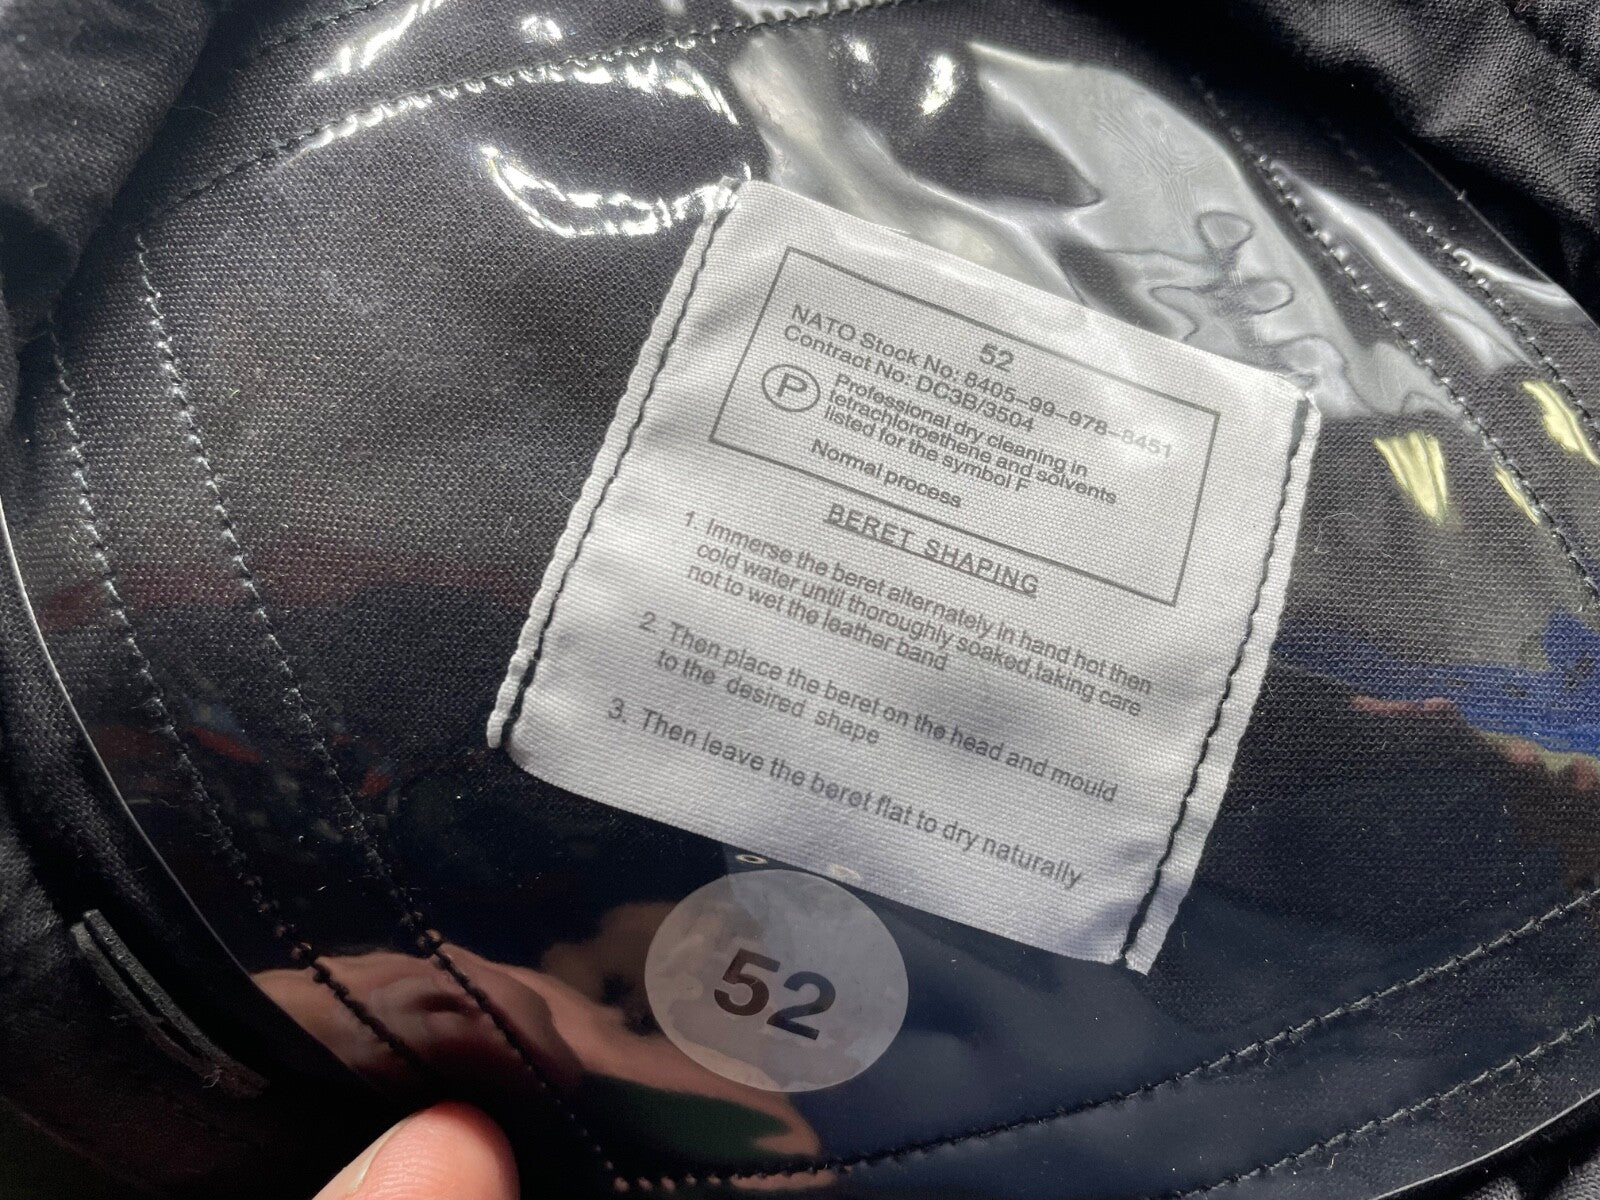 52
NATO Stock No: 8405–99–978–8451
Contract No: DC3B/3504
P
Professional dry cleaning in
tetrachloroethene and solvents
listed for the symbol F
Normal process
BERET SHAPING
1. Immerse the beret alternately in hand hot then
cold water until thoroughly soaked,taking care
not to wet the leather band
2. Then place the beret on the head and mould
to the desired shape
3. Then leave the beret flat to dry naturally
52